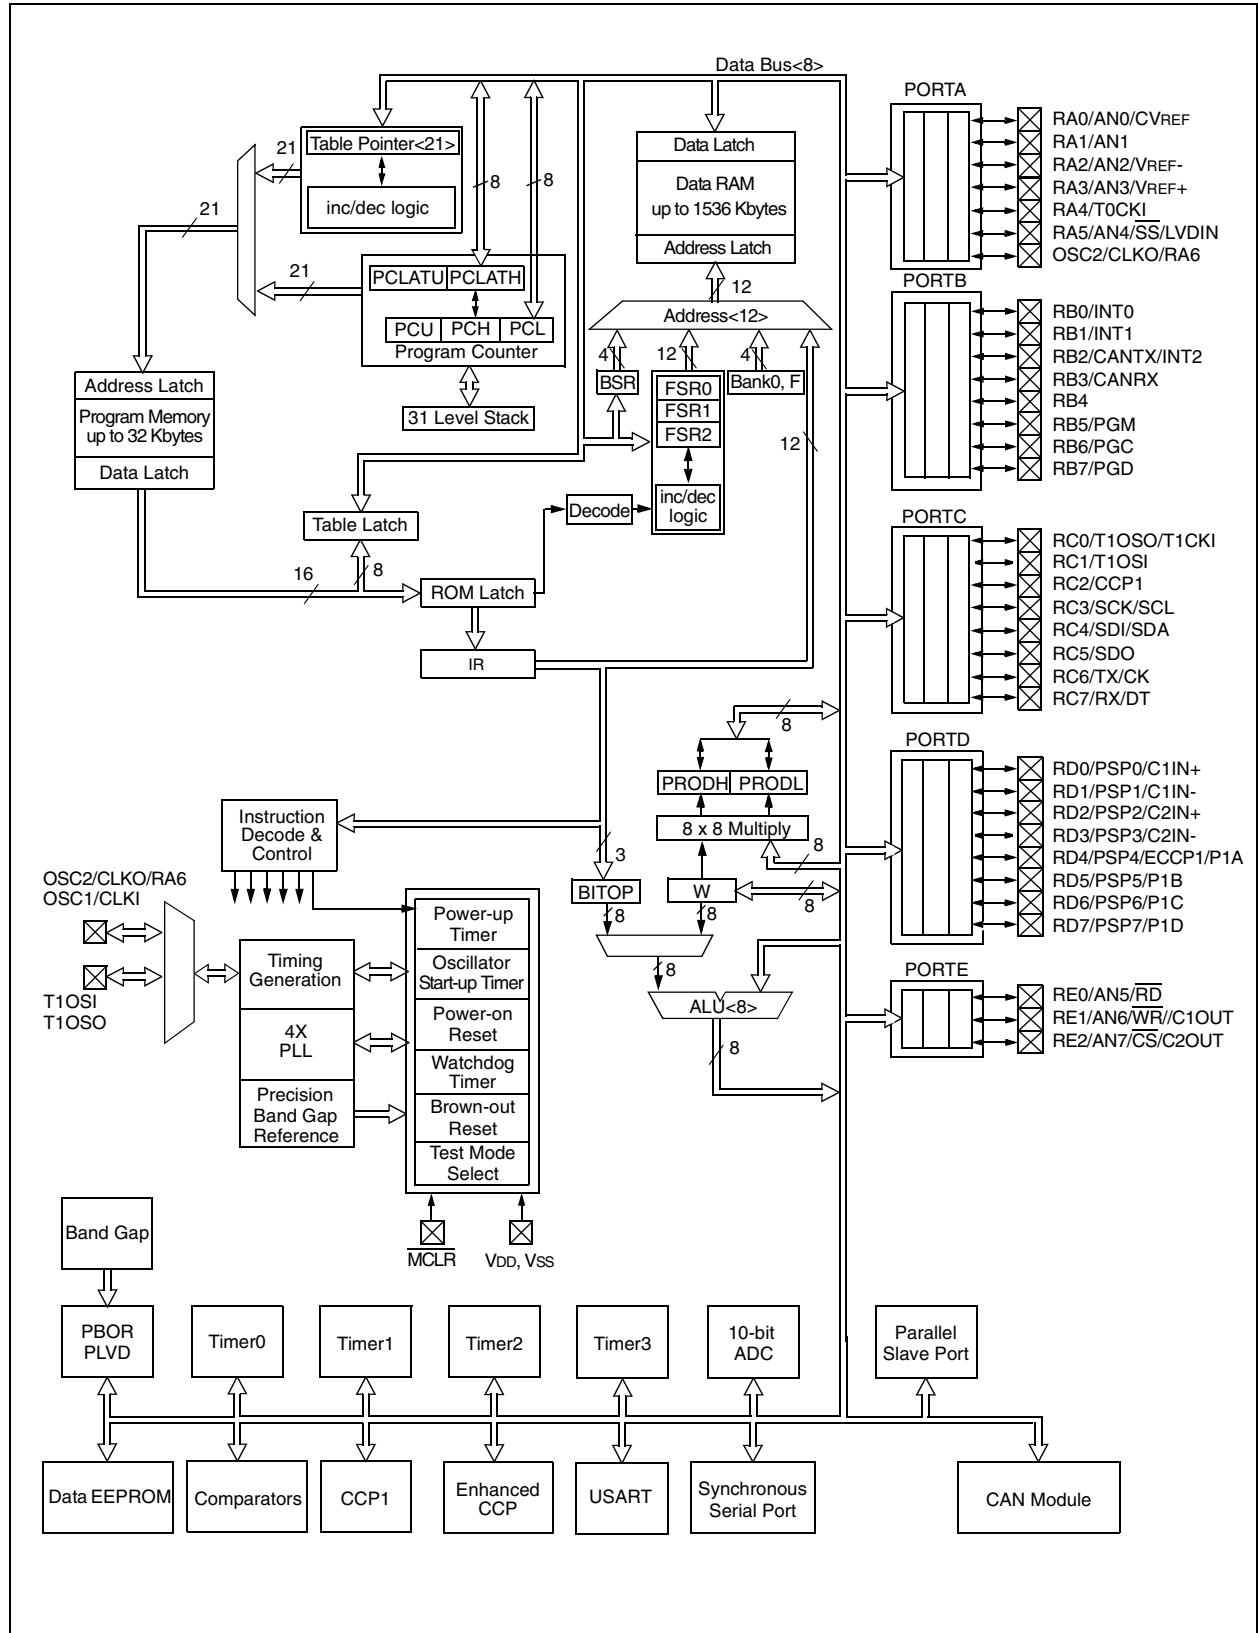 Data Bus<8>
PORTA
RA0/AN0/CVREF
RA1/AN1
RA2/AN2/VREF-
RA3/AN3/VREF+
RA4/T0CKI
RA5/AN4/SS/LVDIN
OSC2/CLKO/RA6
Table Pointer<21>
inc/dec logic
21
8
8
21
21
Data Latch
Data RAM
up to 1536 Kbytes
Address Latch
PCLATU PCLATH
PCU PCH PCL
Program Counter
31 Level Stack
12
Address<12>
4
12
4
BSR
FSR0
FSR1
FSR2
inc/dec
logic
Bank0, F
12
PORTB
RB0/INT0
RB1/INT1
RB2/CANTX/INT2
RB3/CANRX
RB4
RB5/PGM
RB6/PGC
RB7/PGD
Address Latch
Program Memory
up to 32 Kbytes
Data Latch
Table Latch
Decode
16
8
ROM Latch
IR
PORTC
RC0/T1OSO/T1CKI
RC1/T1OSI
RC2/CCP1
RC3/SCK/SCL
RC4/SDI/SDA
RC5/SDO
RC6/TX/CK
RC7/RX/DT
8
PRODH PRODL
8 x 8 Multiply
8
3
BITOP
W
8
8
8
8
ALU<8>
8
PORTD
RD0/PSP0/C1IN+
RD1/PSP1/C1IN-
RD2/PSP2/C2IN+
RD3/PSP3/C2IN-
RD4/PSP4/ECCP1/P1A
RD5/PSP5/P1B
RD6/PSP6/P1C
RD7/PSP7/P1D
PORTE
RE0/AN5/RD
RE1/AN6/WR//C1OUT
RE2/AN7/CS/C2OUT
Instruction
Decode &
Control
OSC2/CLKO/RA6
OSC1/CLKI
T1OSI
T1OSO
Timing
Generation
4X
PLL
Precision
Band Gap
Reference
Power-up
Timer
Oscillator
Start-up Timer
Power-on
Reset
Watchdog
Timer
Brown-out
Reset
Test Mode
Select
MCLR
VDD, VSS
Band Gap
PBOR
PLVD
Timer0
Timer1
Timer2
Timer3
10-bit
ADC
Parallel
Slave Port
Data EEPROM
Comparators
CCP1
Enhanced
CCP
USART
Synchronous
Serial Port
CAN Module